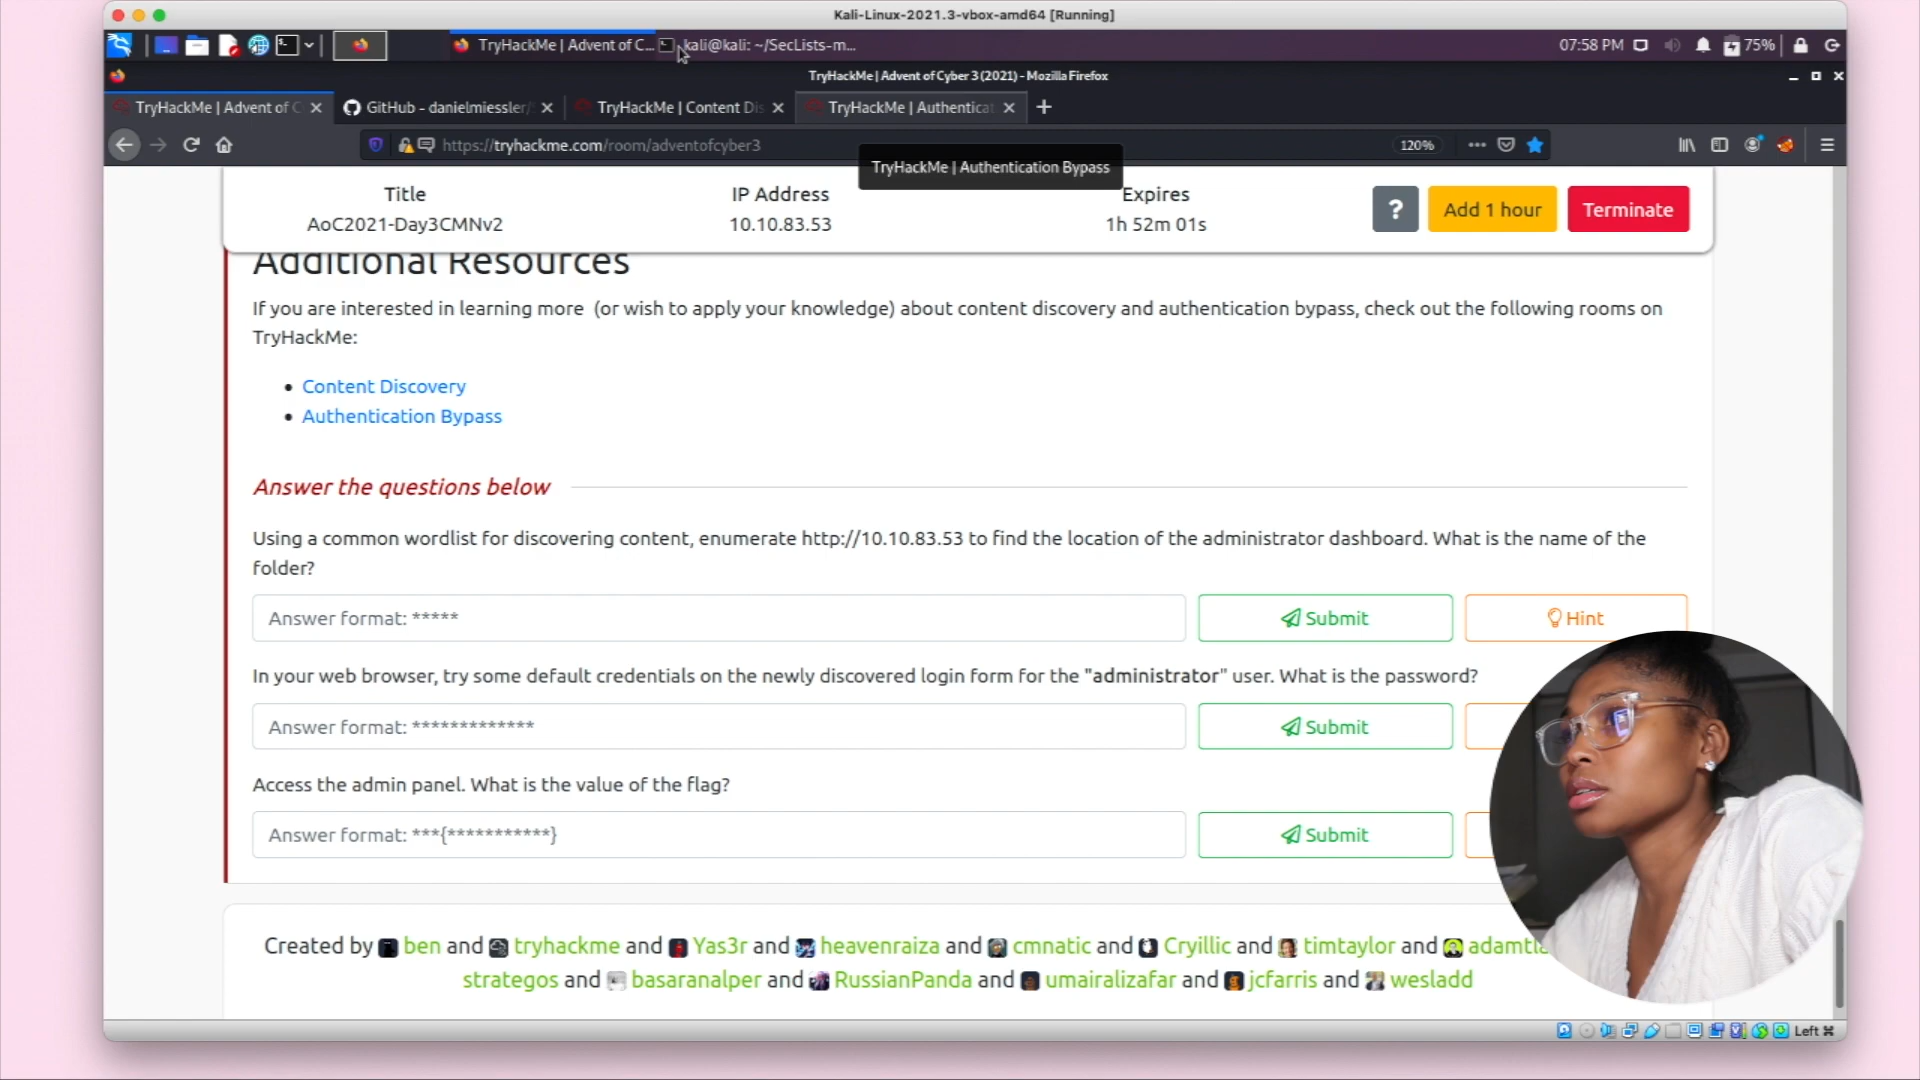 Kali-Linux-2021.3-vbox-amd64 [Running]
TryHackMe | Advent of C...
kali@kali: ~/SecLists-m...
07:58 PM
75%
TryHackMe | Advent of Cyber 3 (2021) - Mozilla Firefox
TryHackMe | Advent of C
GitHub - danielmiessler/
TryHackMe | Content Dis
TryHackMe | Authenticat
https://tryhackme.com/room/adventofcyber3
120%
TryHackMe | Authentication Bypass
Title
IP Address
Expires
AoC2021-Day3CMNv2
10.10.83.53
1h 52m 01s
?
Add 1 hour
Terminate
Additional Resources
If you are interested in learning more (or wish to apply your knowledge) about content discovery and authentication bypass, check out the following rooms on
TryHackMe:
Content Discovery
Authentication Bypass
Answer the questions below
Using a common wordlist for discovering content, enumerate http://10.10.83.53 to find the location of the administrator dashboard. What is the name of the
folder?
Answer format: *****
Submit
Hint
In your web browser, try some default credentials on the newly discovered login form for the "administrator" user. What is the password?
Answer format: *************
Submit
Access the admin panel. What is the value of the flag?
Answer format: ***{***********}
Submit
Created by ben and tryhackme and Yas3r and heavenraiza and cmnatic and Cryillic and timtaylor and adamtla
strategos and basaranalper and RussianPanda and umairalizafar and jcfarris and wesladd
Left ⌘